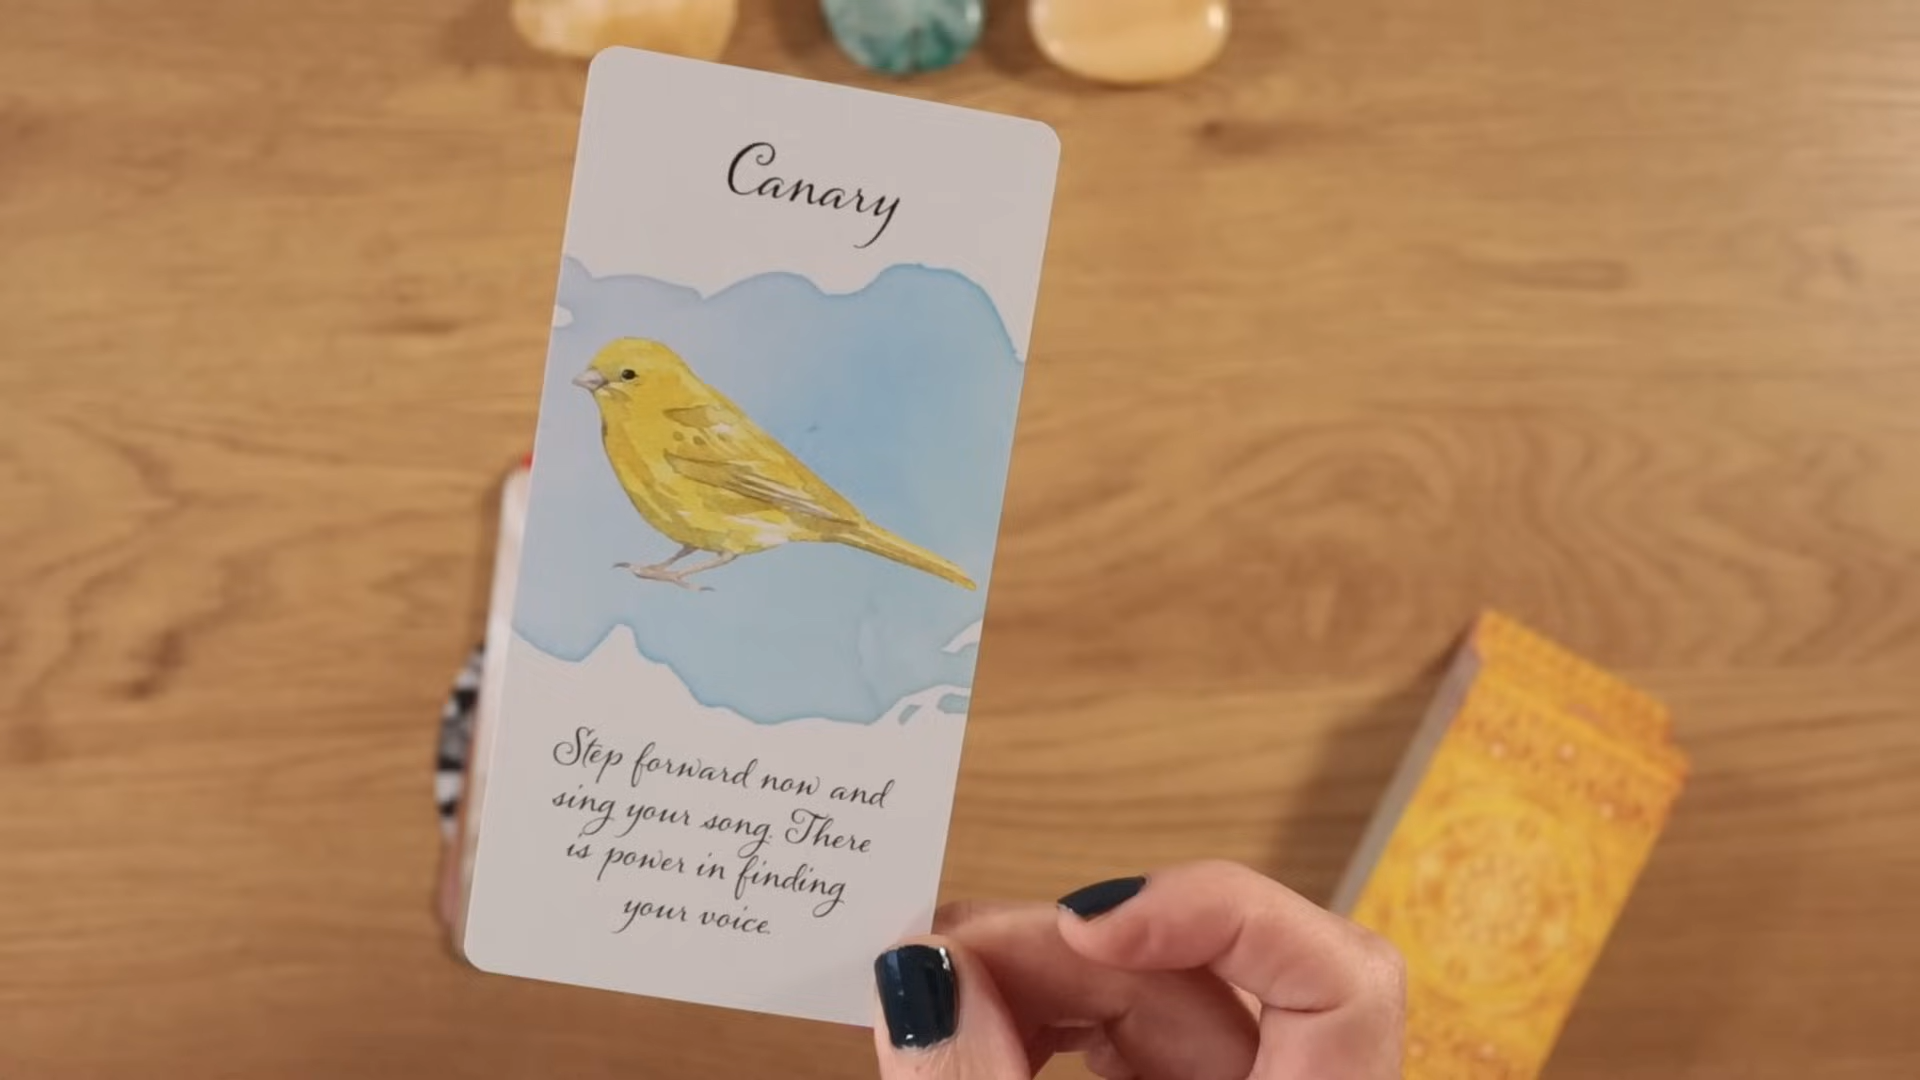 Canary
Step forward now and
sing your song. There
is power in finding
your voice.